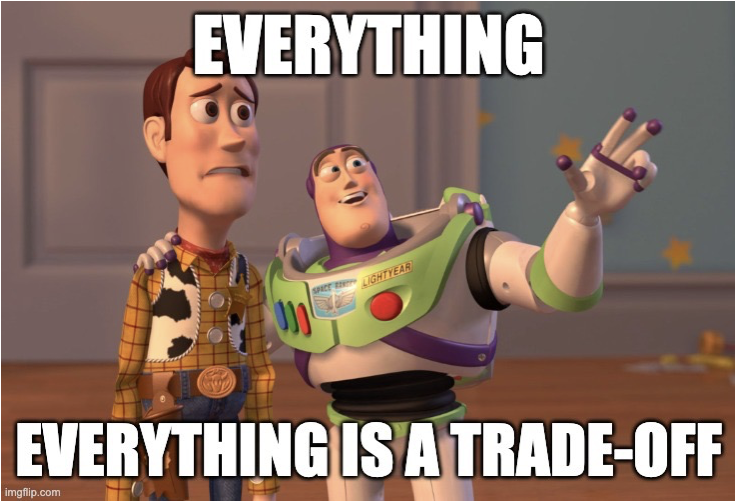 EVERYTHING
SPACE RANGER
LIGHTYEAR
EVERYTHING IS A TRADE-OFF
imgflip.com